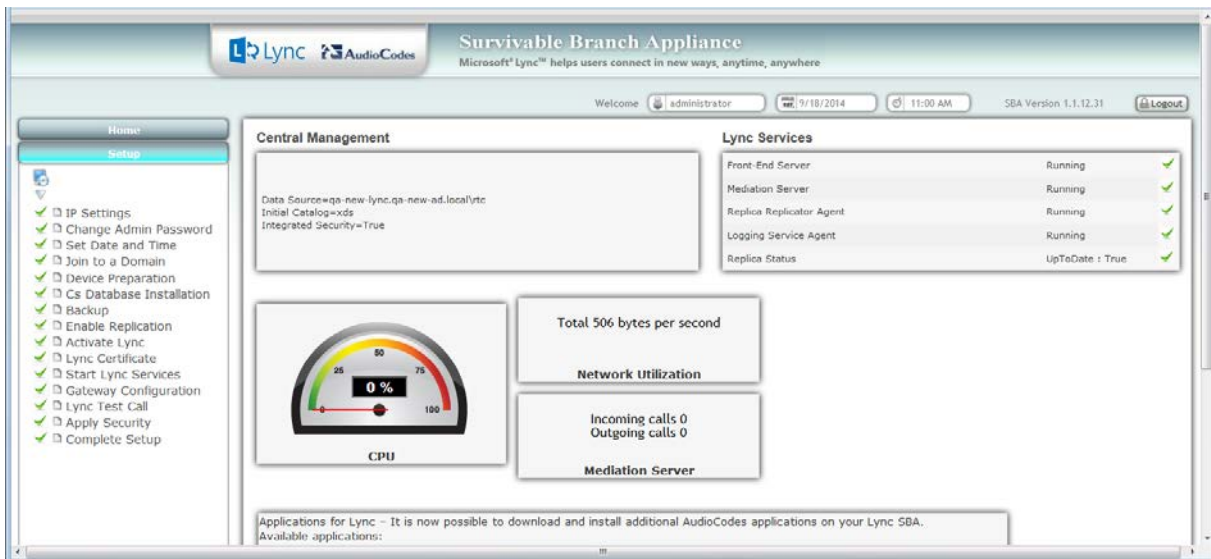 Lync AudioCodes
Survivable Branch Appliance
Microsoft® Lync™ helps users connect in new ways, anytime, anywhere
Welcome administrator 9/18/2014 11:00 AM SBA Version 1.1.12.31 Logout
Home
Setup
IP Settings
Change Admin Password
Set Date and Time
Join to a Domain
Device Preparation
Cs Database Installation
Backup
Enable Replication
Activate Lync
Lync Certificate
Start Lync Services
Gateway Configuration
Lync Test Call
Apply Security
Complete Setup
Central Management
Data Source=qa-new-lync.qa-new-ad.local\rtc
Initial Catalog=xds
Integrated Security=True
Lync Services
Front-End Server Running
Mediation Server Running
Replica Replicator Agent Running
Logging Service Agent Running
Replica Status UpToDate : True
0 25 50 75 100
0 %
CPU
Total 506 bytes per second
Network Utilization
Incoming calls 0
Outgoing calls 0
Mediation Server
Applications for Lync - It is now possible to download and install additional AudioCodes applications on your Lync SBA.
Available applications: